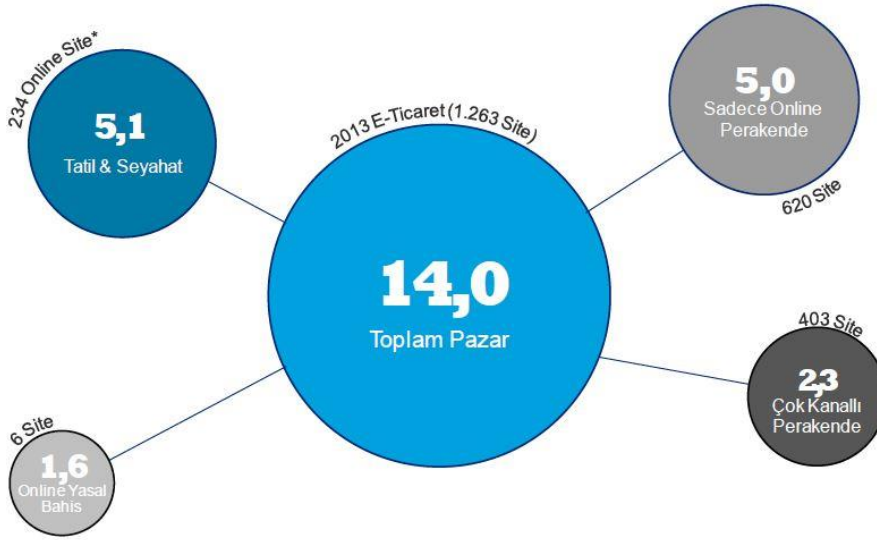 234 Online Site*
5,1
Tatil & Seyahat
2013 E-Ticaret (1.263 Site)
14,0
Toplam Pazar
5,0
Sadece Online
Perakende
620 Site
403 Site
2,3
Çok Kanallı
Perakende
6 Site
1,6
Online Yasal
Bahis